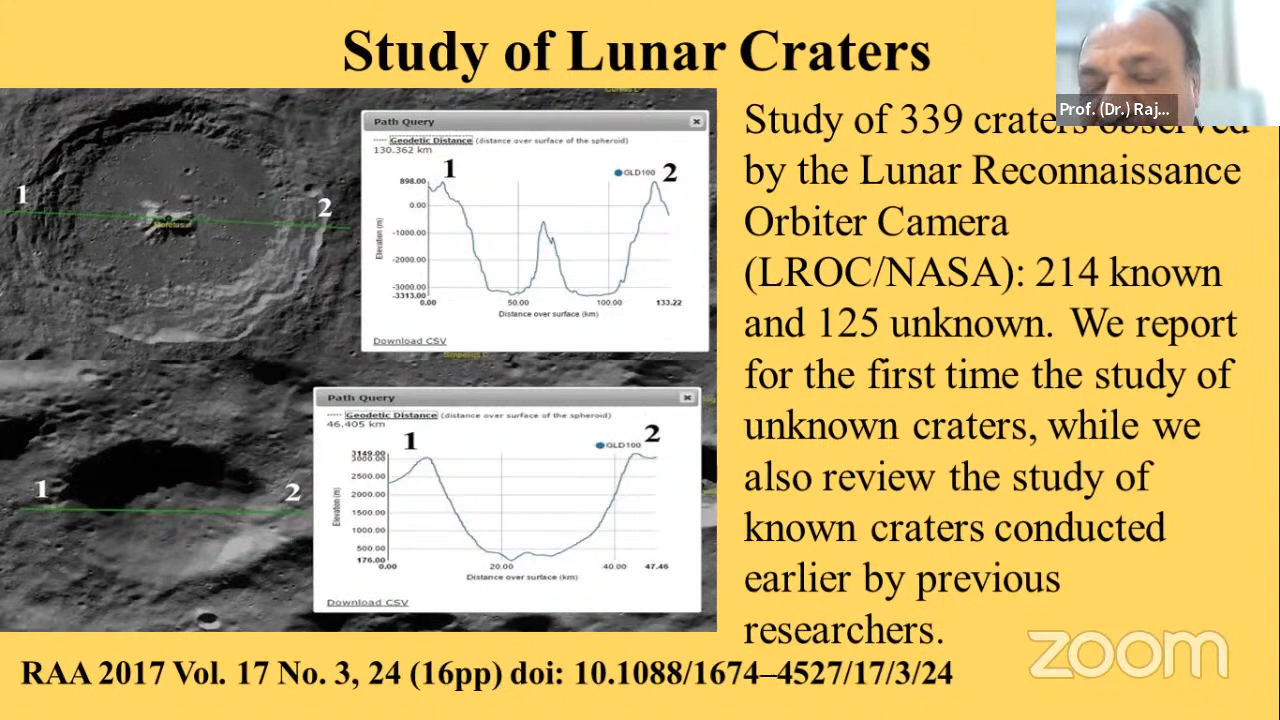 Study of Lunar Craters
Prof. (Dr.) Raj...
Path Query
Geodetic Distance (distance over surface of the spheroid)
130.362 km
1
2
GLD100
898.00
0.00
-1000.00
-2000.00
-3000.00
-3313.00
Elevation (m)
0.00 50.00 100.00 133.22
Distance over surface (km)
Download CSV
1
2
Moretus
Path Query
Geodetic Distance (distance over surface of the spheroid)
46.405 km
1
2
GLD100
3149.00
3000.00
2500.00
2000.00
1500.00
1000.00
500.00
176.00
Elevation (m)
0.00 20.00 40.00 47.46
Distance over surface (km)
Download CSV
1
2
Study of 339 craters observed
by the Lunar Reconnaissance
Orbiter Camera
(LROC/NASA): 214 known
and 125 unknown. We report
for the first time the study of
unknown craters, while we
also review the study of
known craters conducted
earlier by previous
researchers.
RAA 2017 Vol. 17 No. 3, 24 (16pp) doi: 10.1088/1674–4527/17/3/24
zoom